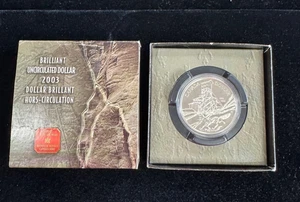 BRILLIANT
UNCIRCULATED DOLLAR
2003
DOLLAR BRILLANT
HORS-CIRCULATION